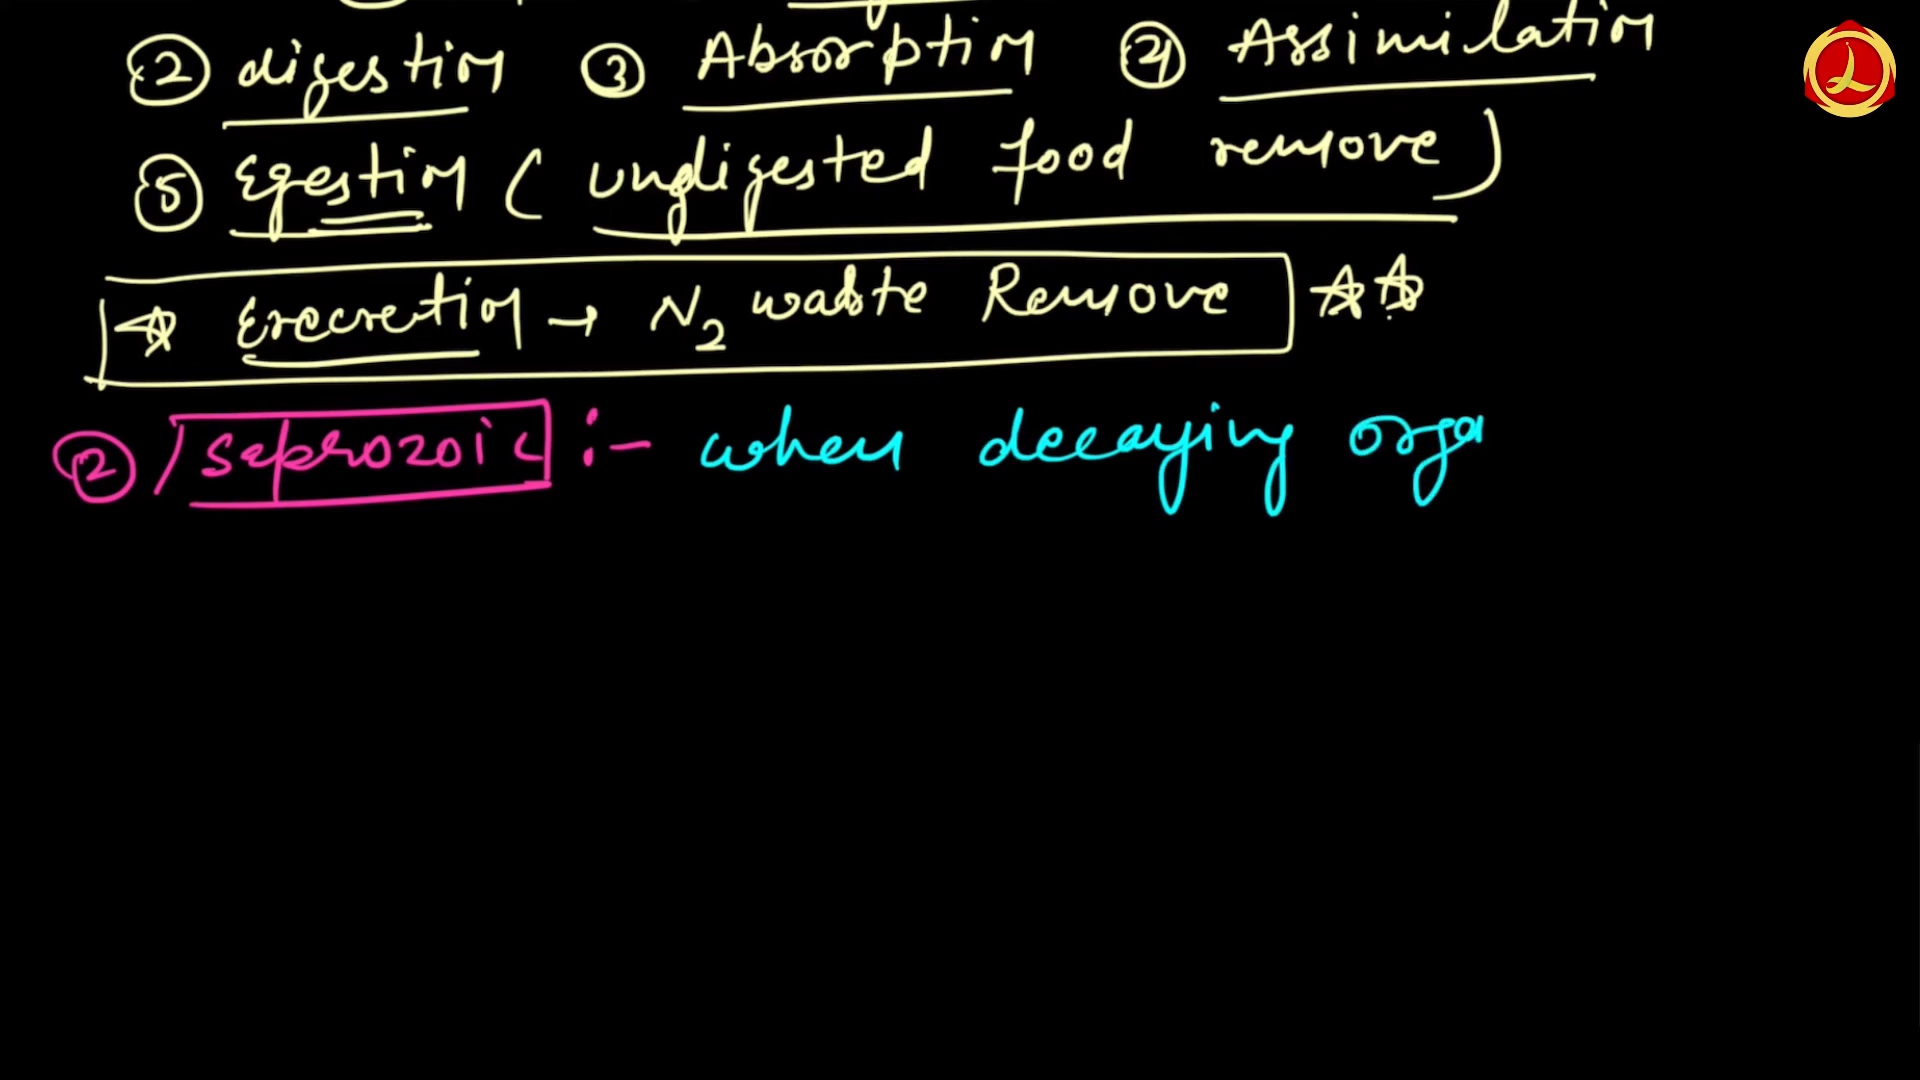 ② digestion ③ Absorption ④ Assimilation
⑤ Egestion ( undigested food remove )
☆ Excretion → N2 waste Remove ☆☆
② Saprozoic :- when decaying orga